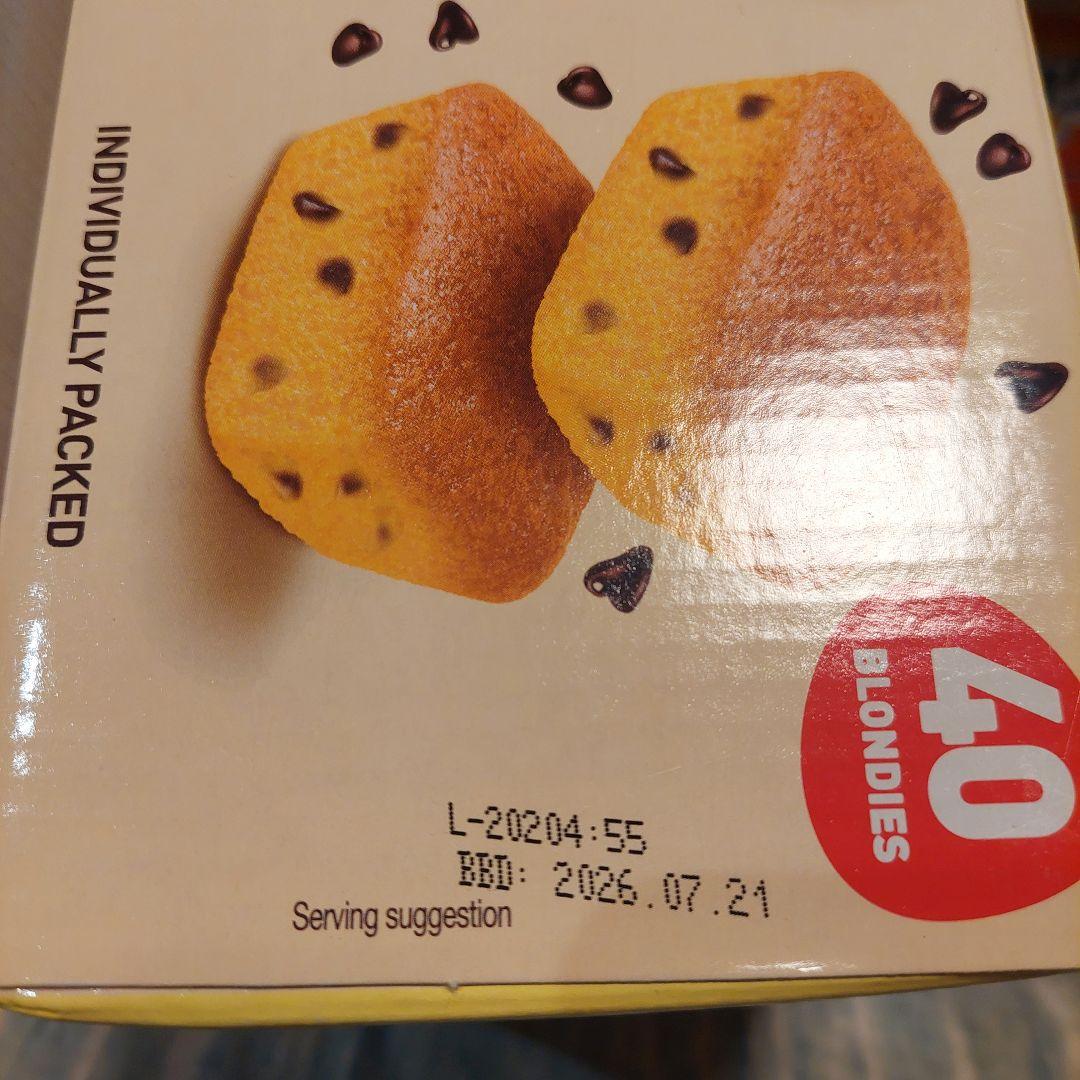 INDIVIDUALLY PACKED
40
BLONDIES
L-20204:55
BBD: 2026.07.21
Serving suggestion